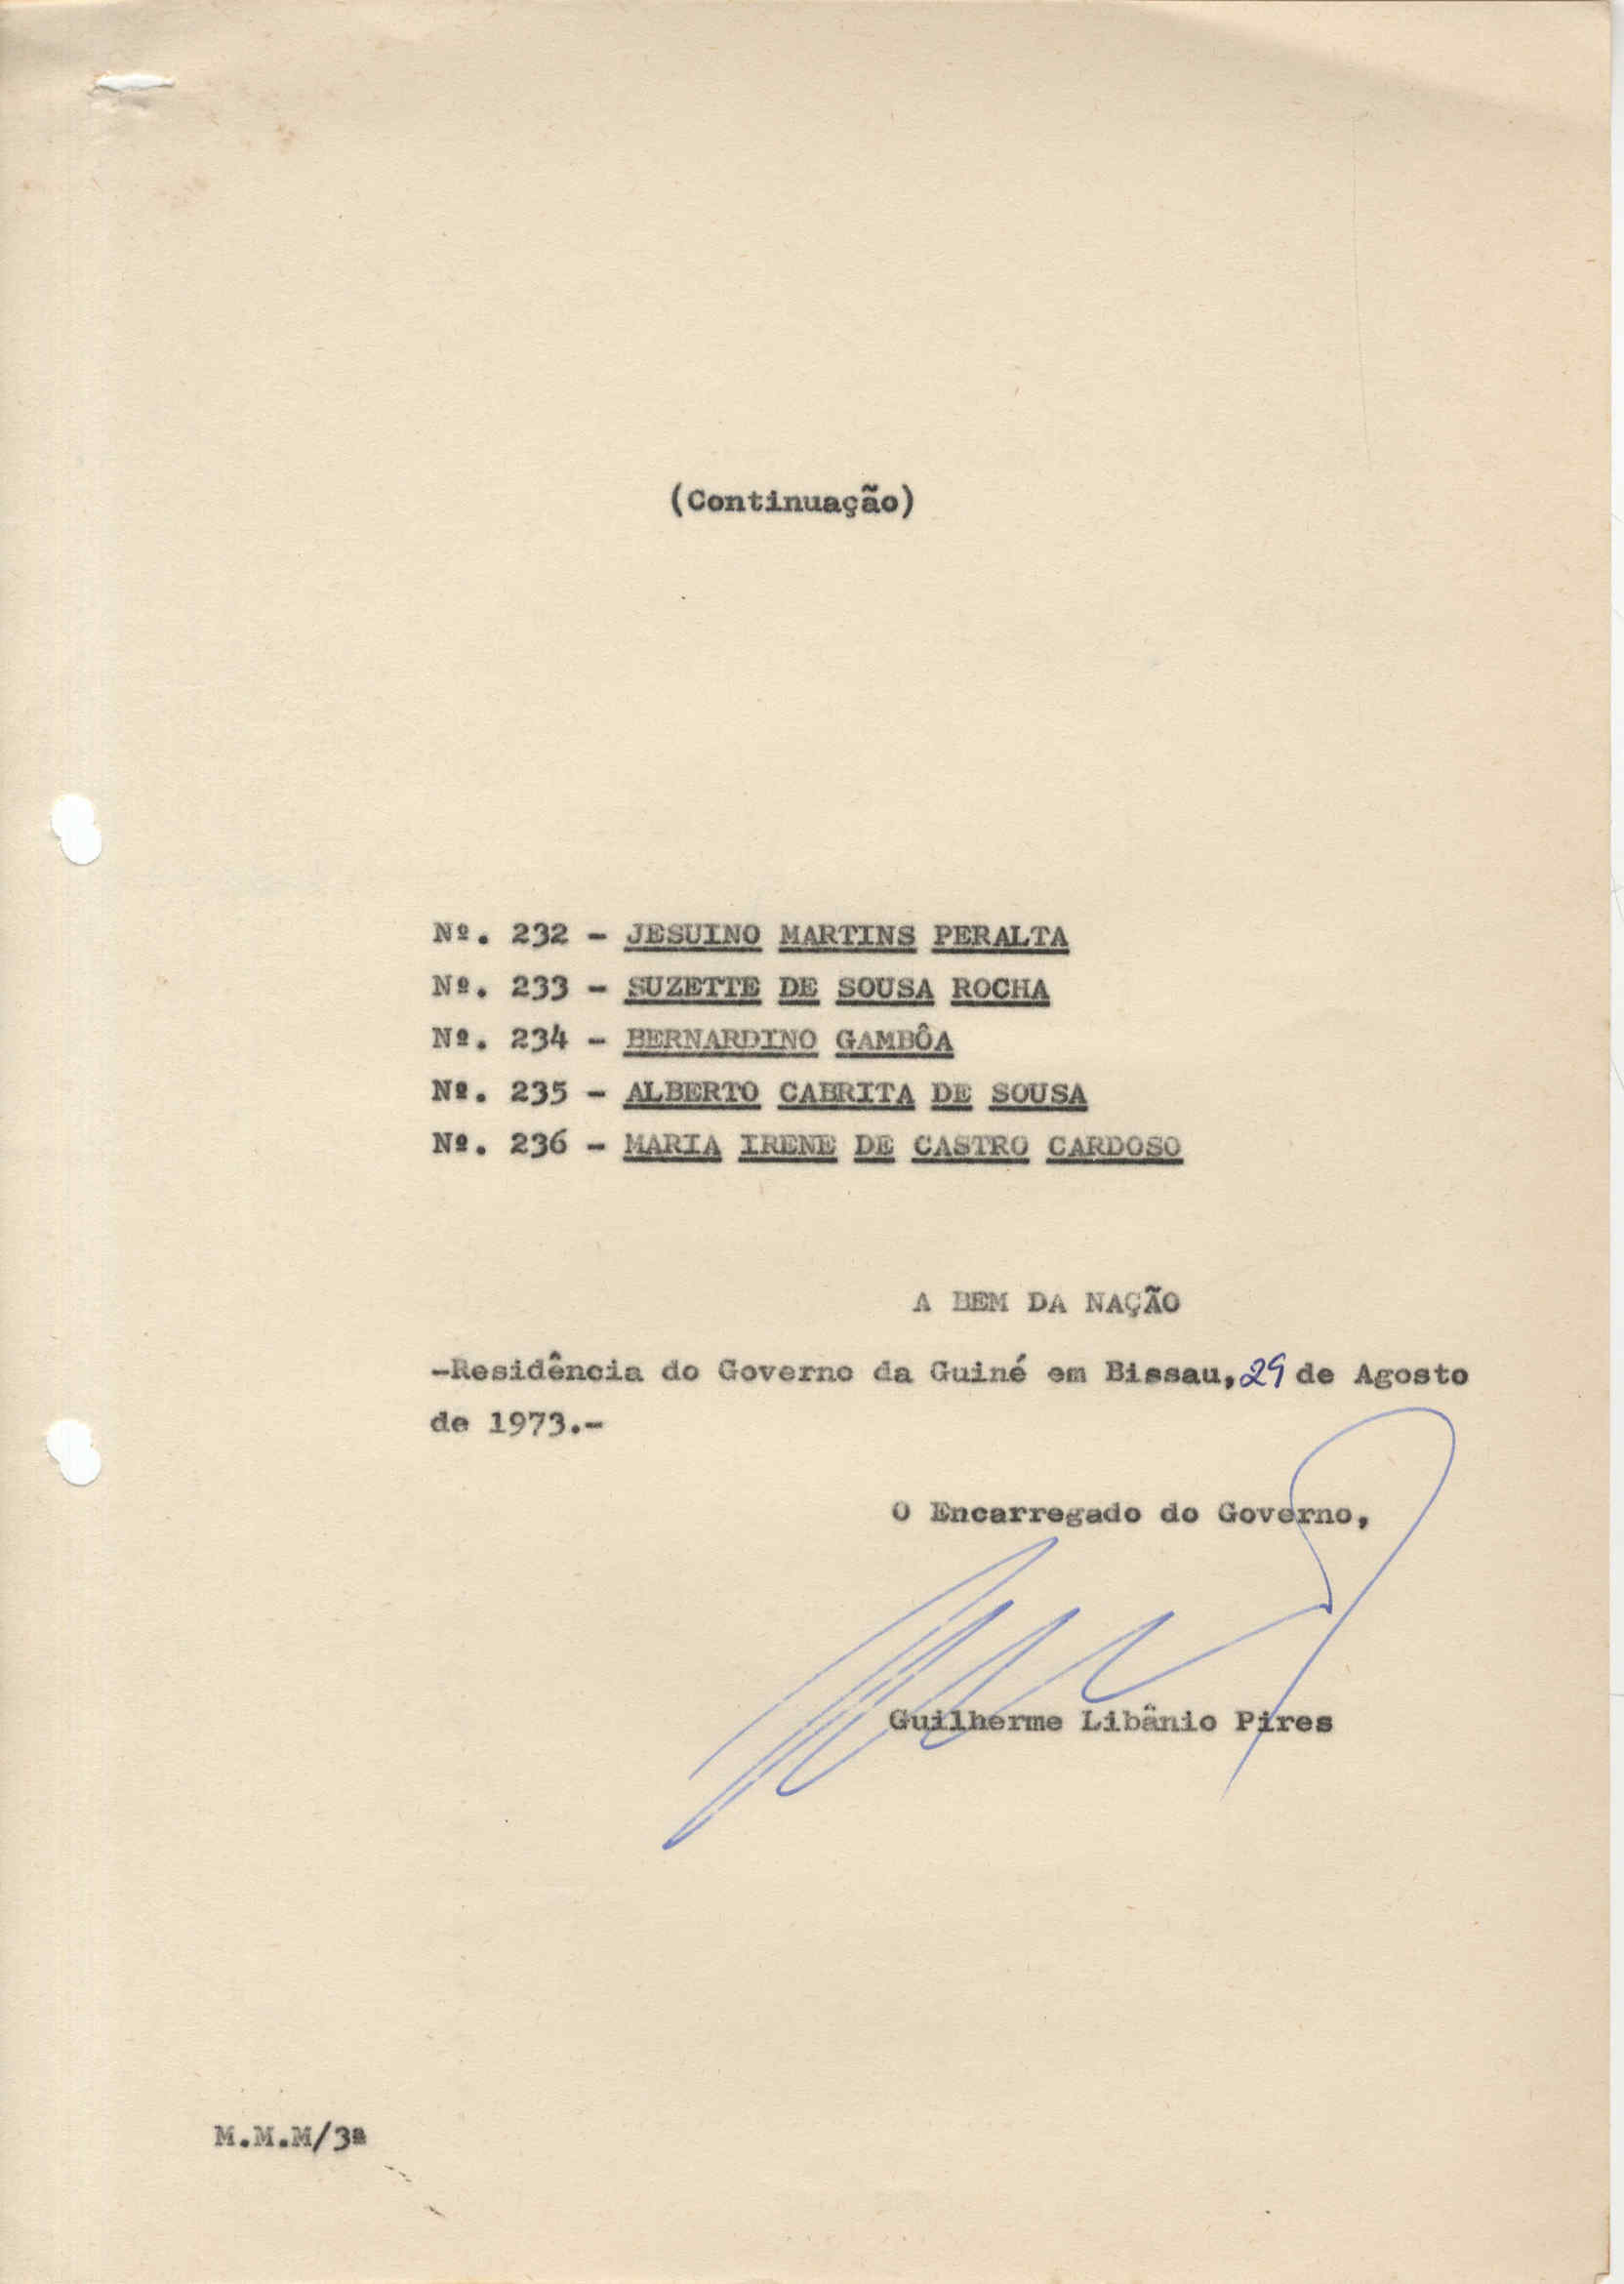 (Continuação)
Nº. 232 - JESUINO MARTINS PERALTA
Nº. 233 - SUZETTE DE SOUSA ROCHA
Nº. 234 - BERNARDINO GAMBÔA
Nº. 235 - ALBERTO CABRITA DE SOUSA
Nº. 236 - MARIA IRENE DE CASTRO CARDOSO
A BEM DA NAÇÃO
-Residência do Governo da Guiné em Bissau,29 de Agosto
de 1973.-
O Encarregado do Governo,
Guilherme Libânio Pires
M.M.M/3ª